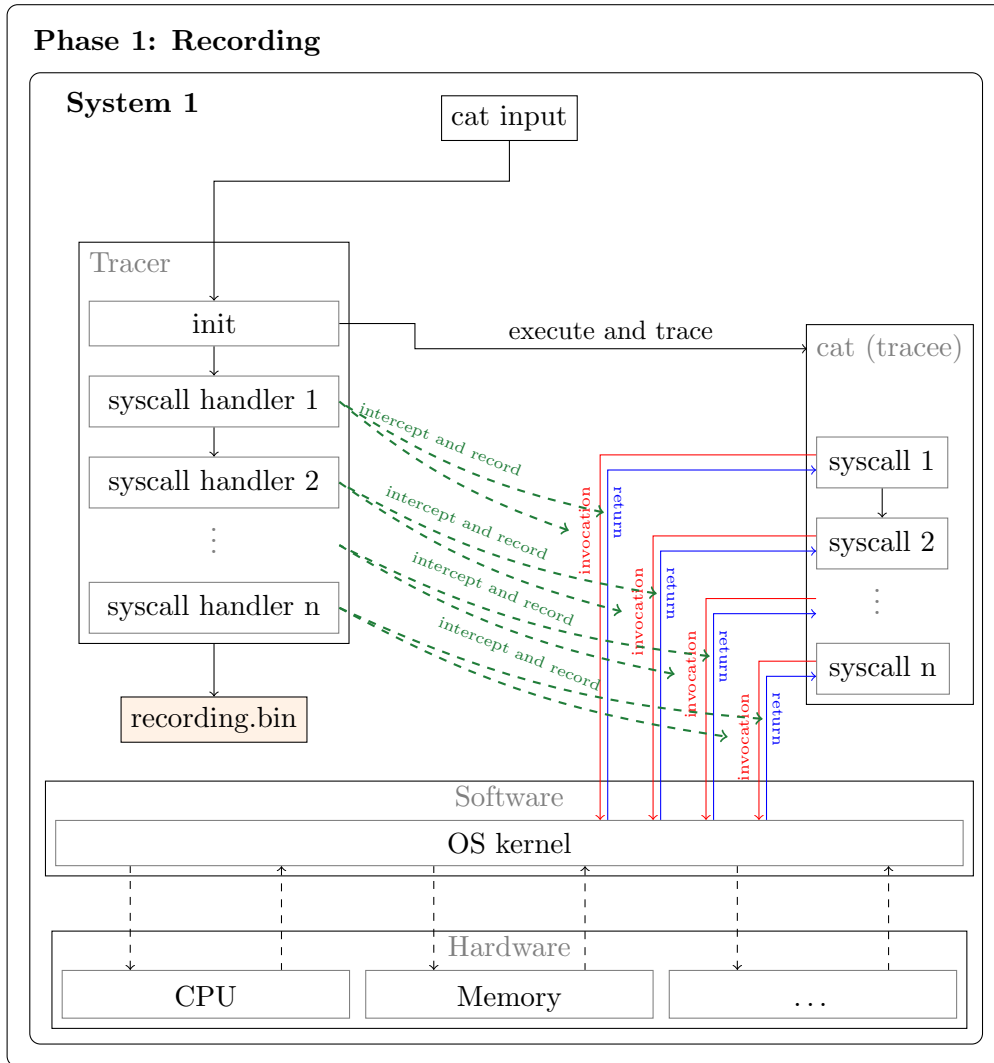 Phase 1: Recording
System 1
cat input
Tracer
init
execute and trace
cat (tracee)
syscall handler 1
intercept and record
syscall 1
syscall handler 2
intercept and record
invocation
return
syscall 2
⋮
intercept and record
invocation
return
⋮
syscall handler n
intercept and record
invocation
return
syscall n
recording.bin
invocation
return
Software
OS kernel
Hardware
CPU
Memory
...